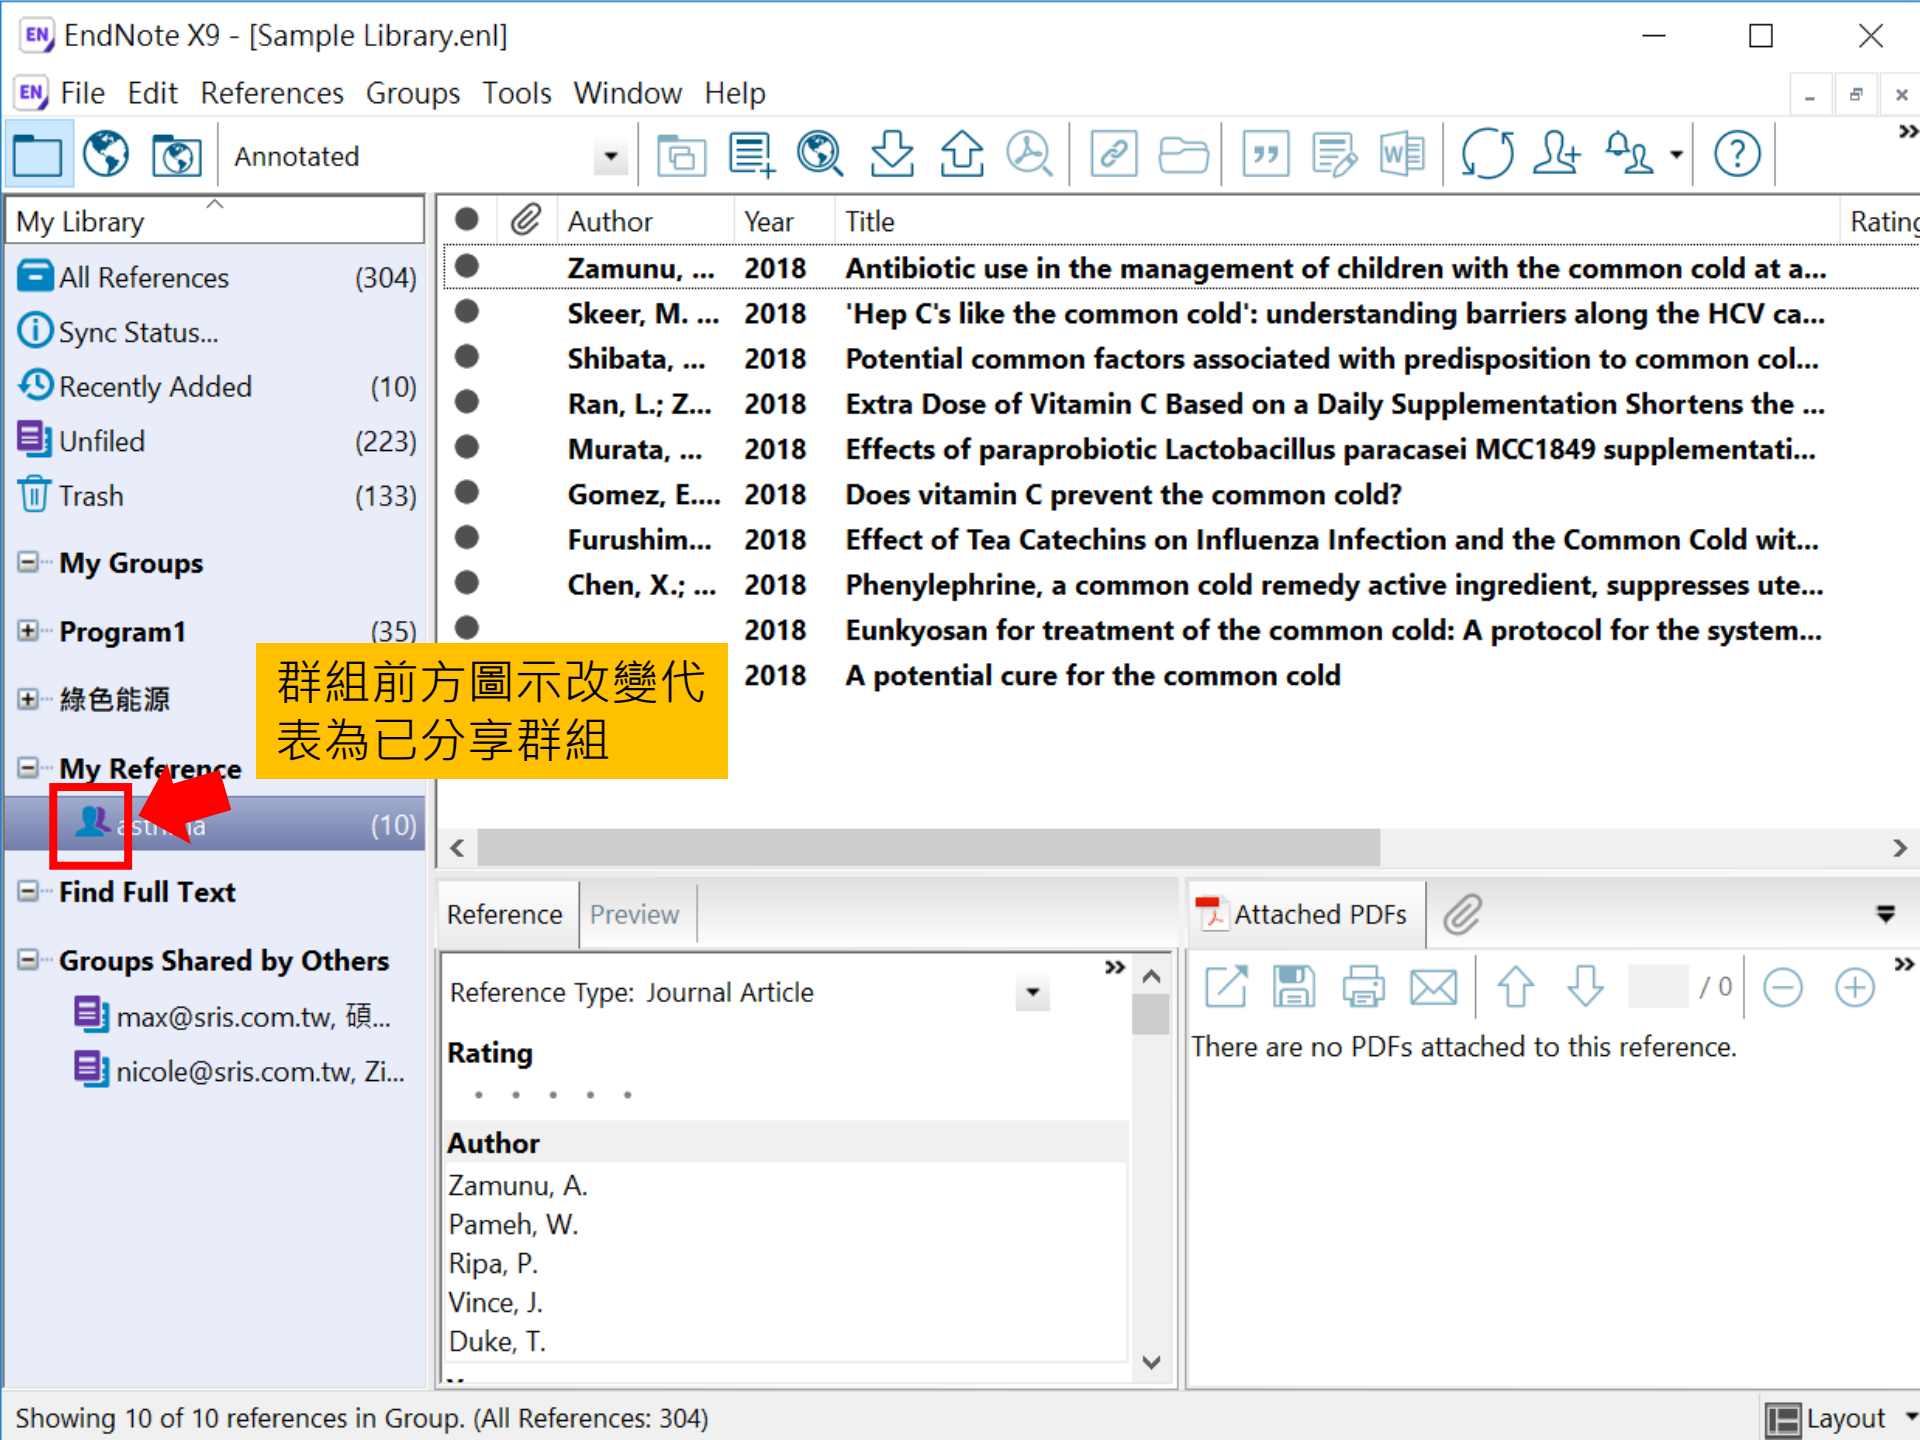 EndNote X9 - [Sample Library.enl]
File Edit References Groups Tools Window Help
Annotated
My Library
All References (304)
Sync Status...
Recently Added (10)
Unfiled (223)
Trash (133)
My Groups
Program1 (35)
綠色能源
My Reference
(10)
Find Full Text
Groups Shared by Others
max@sris.com.tw, 碩...
nicole@sris.com.tw, Zi...
群組前方圖示改變代
表為已分享群組
Author Year Title Rating
Zamunu, ... 2018 Antibiotic use in the management of children with the common cold at a...
Skeer, M. ... 2018 'Hep C's like the common cold': understanding barriers along the HCV ca...
Shibata, ... 2018 Potential common factors associated with predisposition to common col...
Ran, L.; Z... 2018 Extra Dose of Vitamin C Based on a Daily Supplementation Shortens the ...
Murata, ... 2018 Effects of paraprobiotic Lactobacillus paracasei MCC1849 supplementati...
Gomez, E.... 2018 Does vitamin C prevent the common cold?
Furushim... 2018 Effect of Tea Catechins on Influenza Infection and the Common Cold wit...
Chen, X.; ... 2018 Phenylephrine, a common cold remedy active ingredient, suppresses ute...
2018 Eunkyosan for treatment of the common cold: A protocol for the system...
2018 A potential cure for the common cold
Reference Preview
Reference Type: Journal Article
Rating
Author
Zamunu, A.
Pameh, W.
Ripa, P.
Vince, J.
Duke, T.
Attached PDFs
/ 0
There are no PDFs attached to this reference.
Showing 10 of 10 references in Group. (All References: 304)
Layout